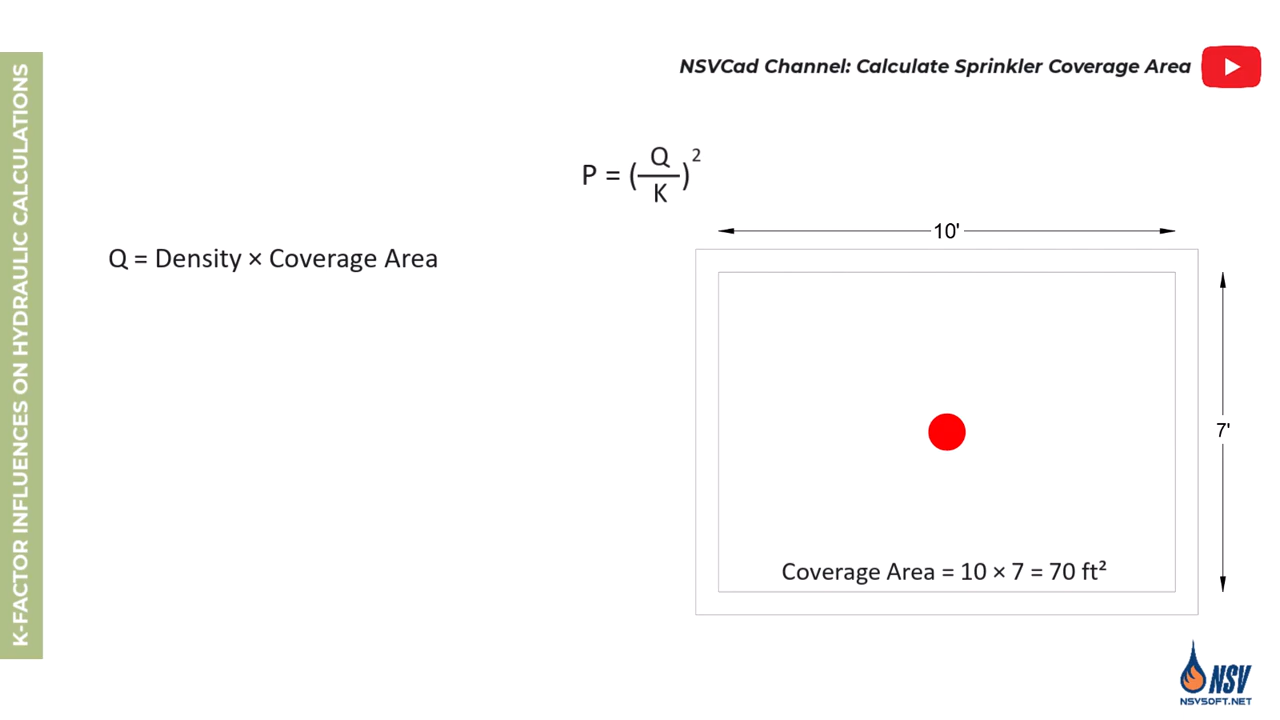 K-FACTOR INFLUENCES ON HYDRAULIC CALCULATIONS
NSVCad Channel: Calculate Sprinkler Coverage Area
P = (Q/K)²
Q = Density × Coverage Area
10'
7'
Coverage Area = 10 × 7 = 70 ft²
NSV
NSVSOFT.NET